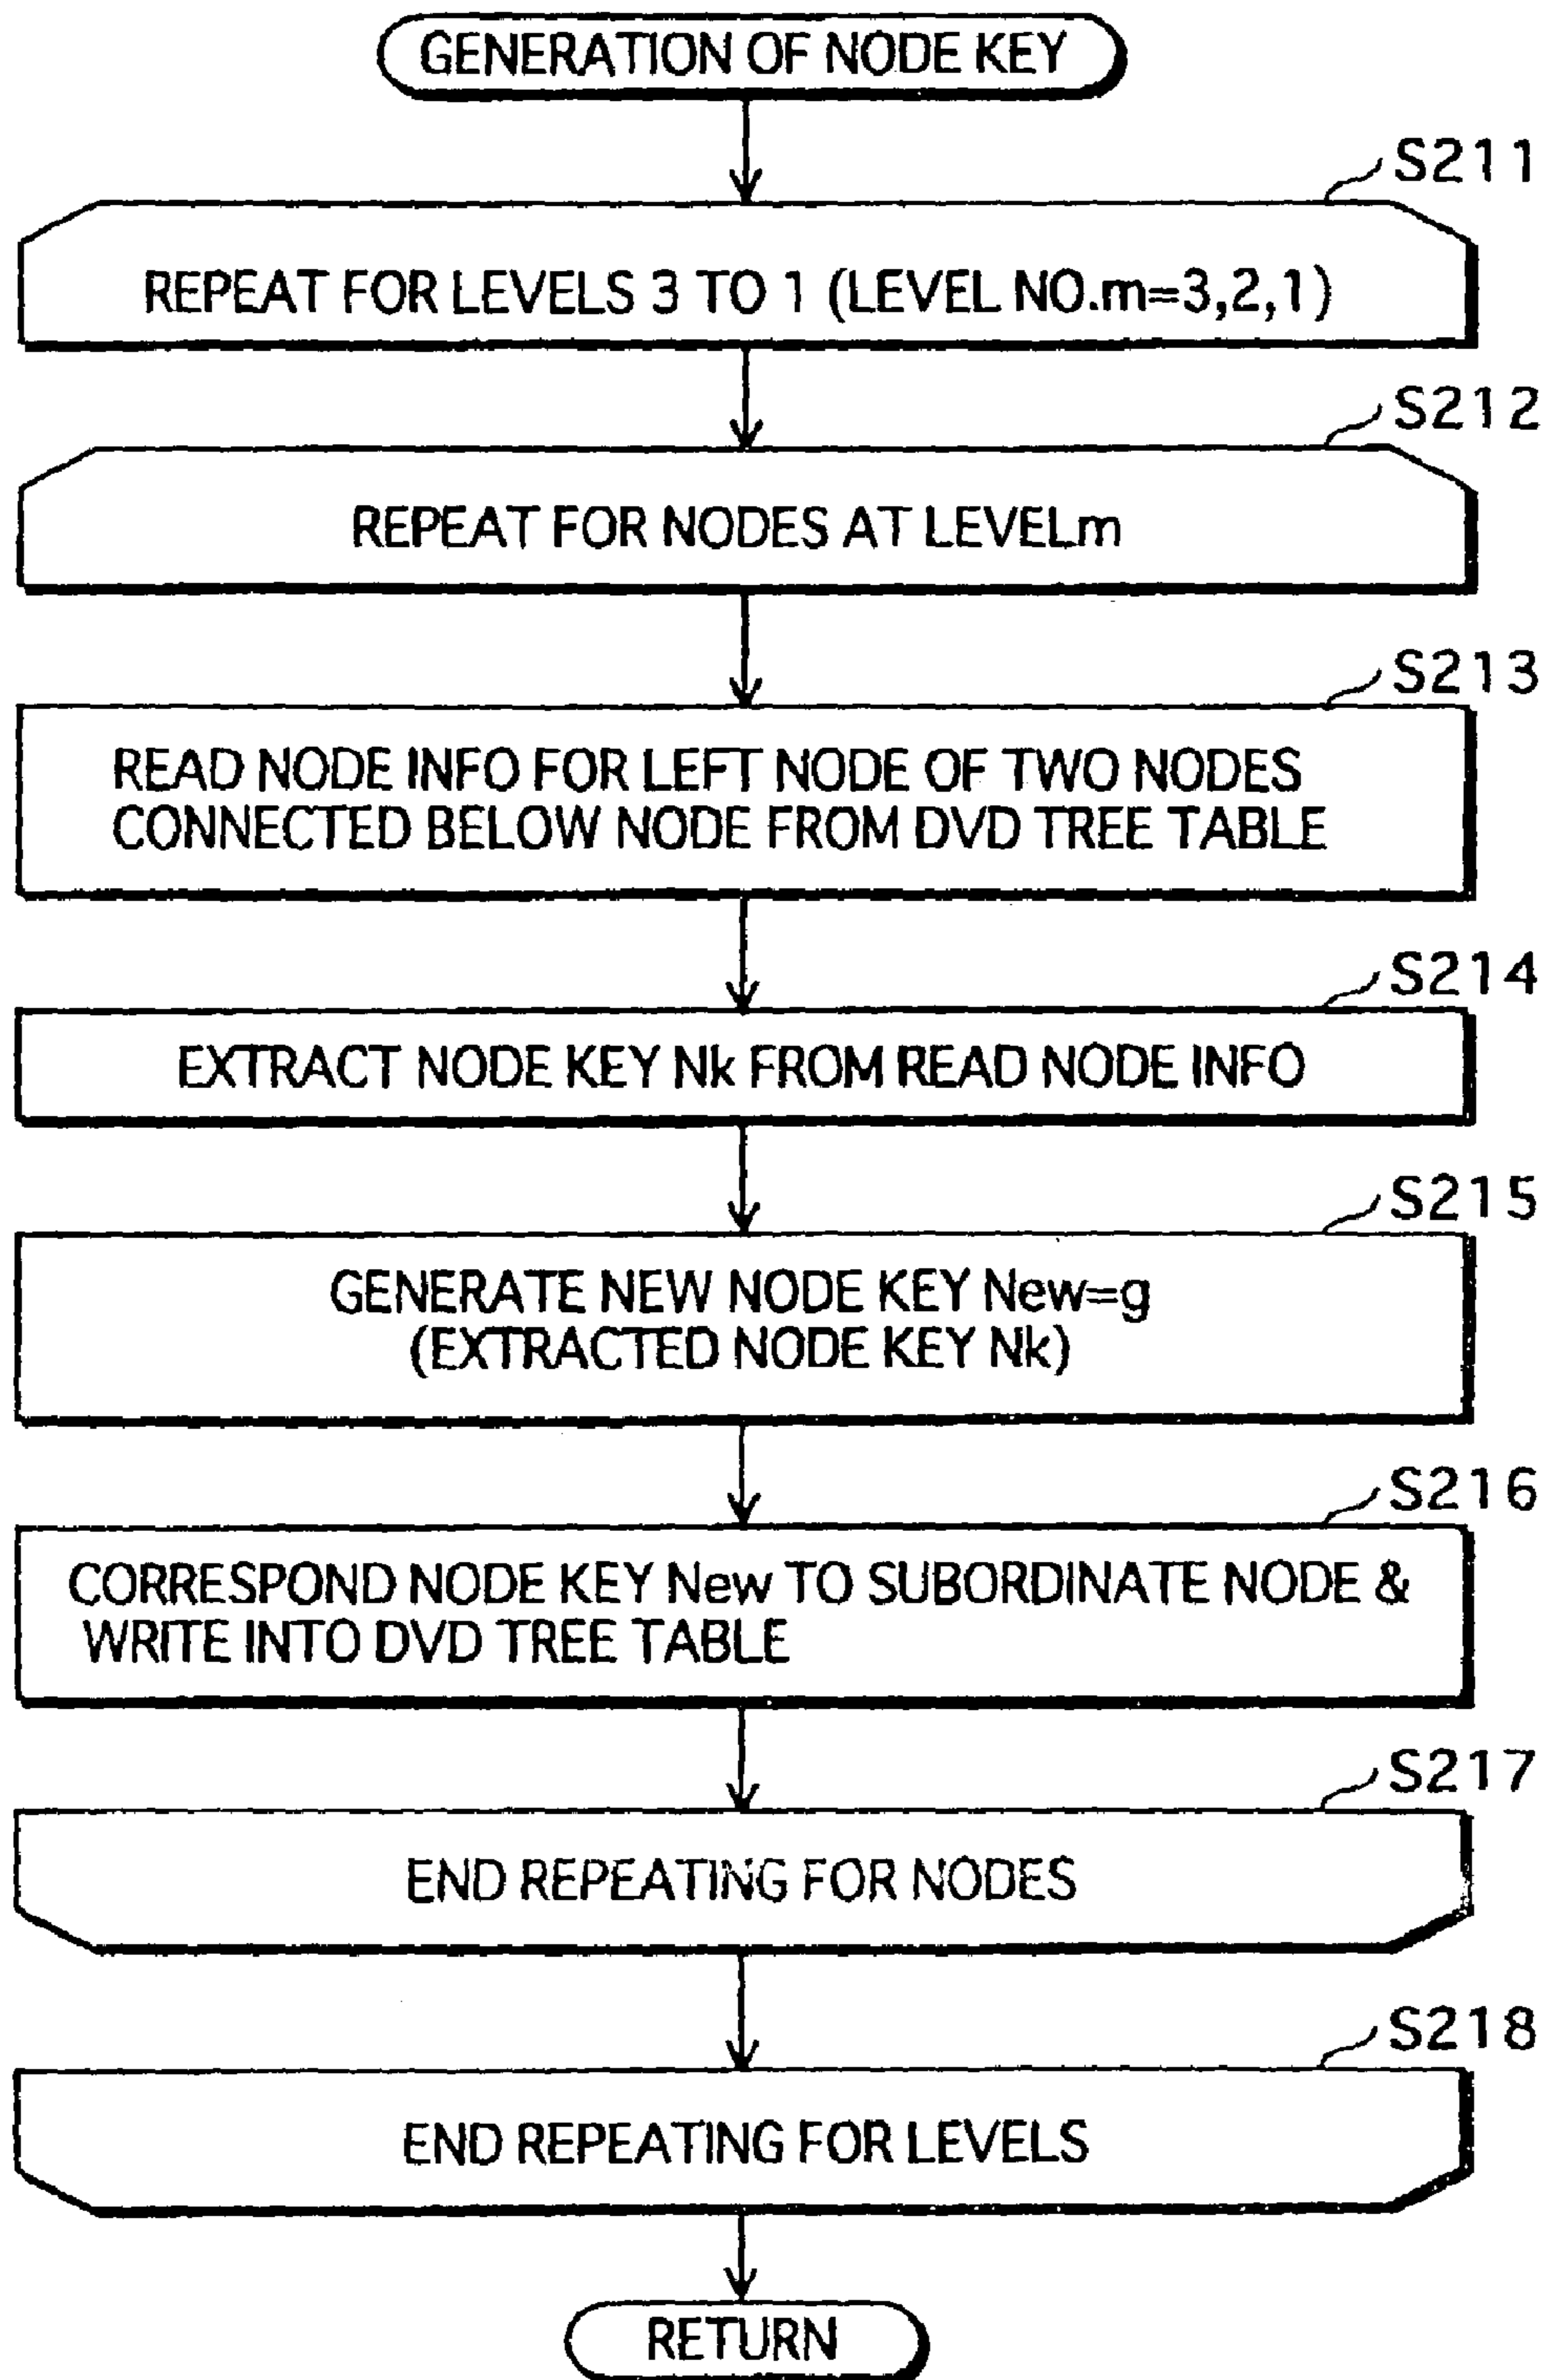 GENERATION OF NODE KEY
S211
REPEAT FOR LEVELS 3 TO 1 (LEVEL NO.m=3,2,1)
S212
REPEAT FOR NODES AT LEVELm
S213
READ NODE INFO FOR LEFT NODE OF TWO NODES
CONNECTED BELOW NODE FROM DVD TREE TABLE
S214
EXTRACT NODE KEY Nk FROM READ NODE INFO
S215
GENERATE NEW NODE KEY New=g
(EXTRACTED NODE KEY Nk)
S216
CORRESPOND NODE KEY New TO SUBORDINATE NODE &
WRITE INTO DVD TREE TABLE
S217
END REPEATING FOR NODES
S218
END REPEATING FOR LEVELS
RETURN